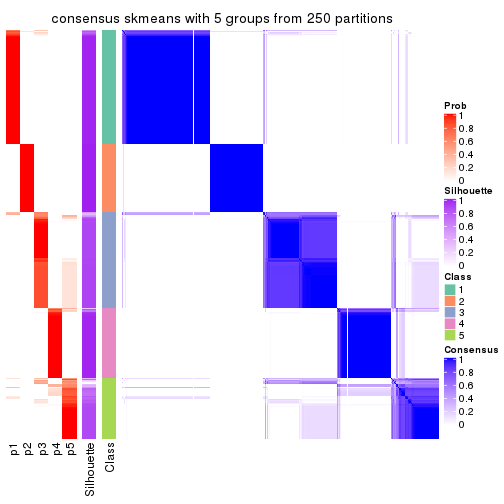 consensus skmeans with 5 groups from 250 partitions
Prob
1
0.8
0.6
0.4
0.2
0
Silhouette
1
0.8
0.6
0.4
0.2
0
Class
1
2
3
4
5
Consensus
1
0.8
0.6
0.4
0.2
0
p1
p2
p3
p4
p5
Silhouette
Class